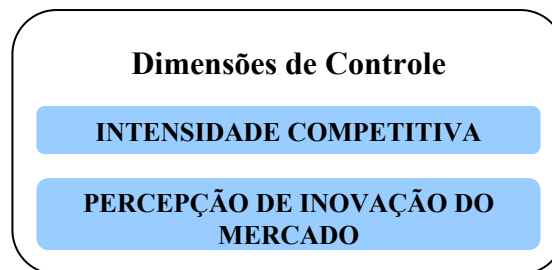 Dimensões de Controle
INTENSIDADE COMPETITIVA
PERCEPÇÃO DE INOVAÇÃO DO
MERCADO